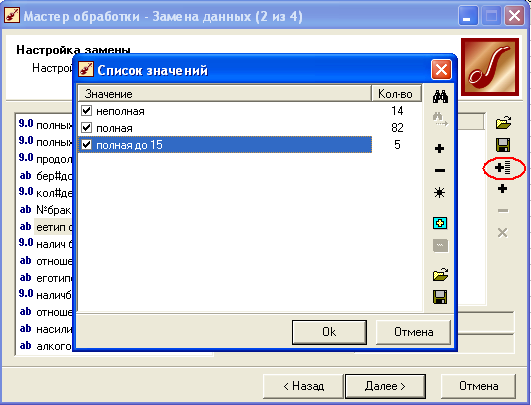 Мастер обработки - Замена данных (2 из 4)
Настройка замены
Настрой
Список значений
Значение Кол-во
неполная 14
полная 82
полная до 15 5
9.0 полных
9.0 полных
9.0 продол
ab бер#до
9.0 кол#де
ab №брак
ab еетип с
9.0 налич б
ab отноше
ab еготипс
9.0 наличб
ab отноше
ab насили
ab алкого
Ok Отмена
< Назад Далее > Отмена